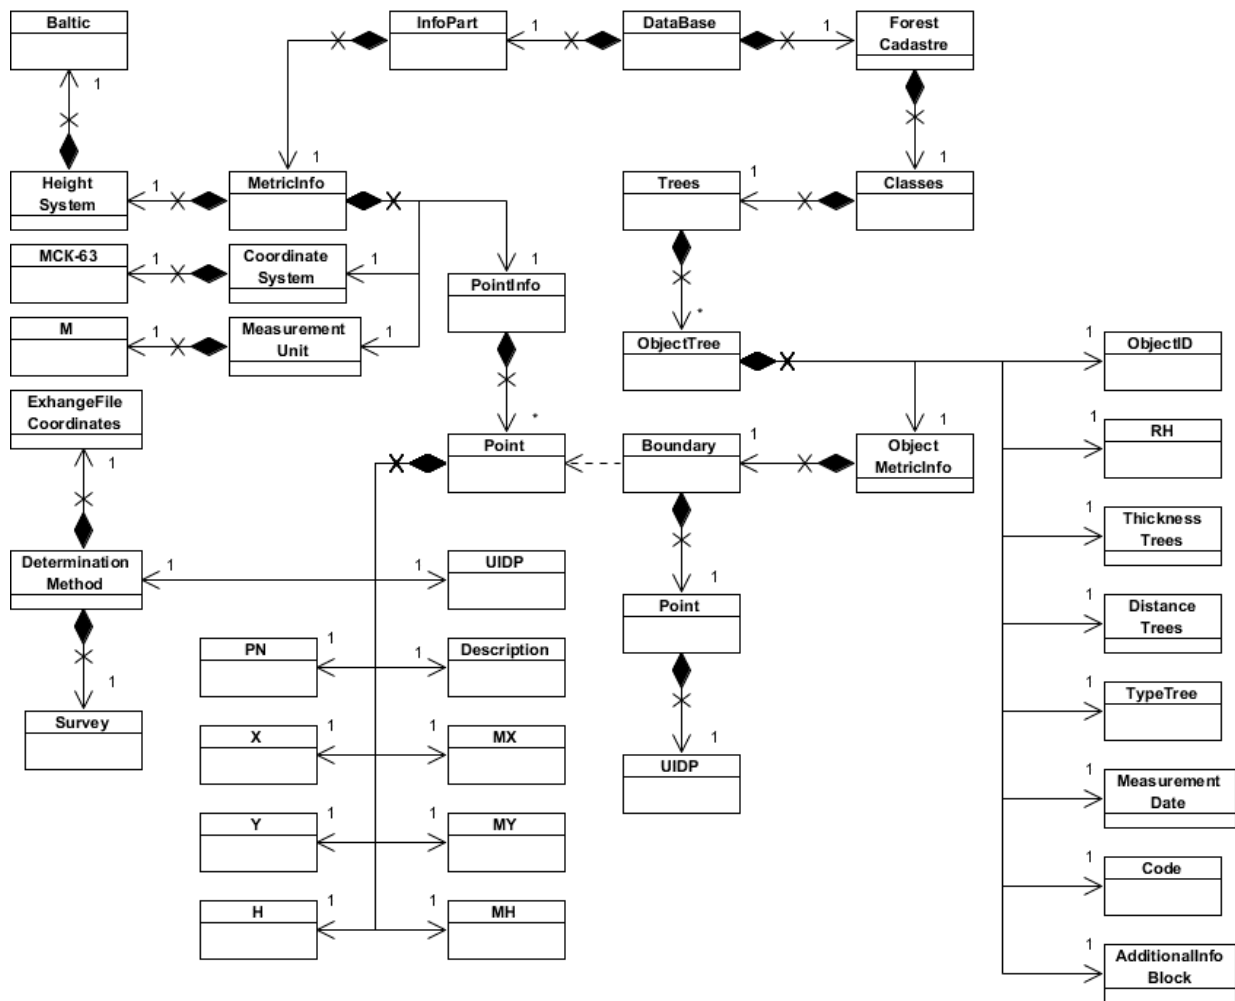 Baltic
InfoPart
DataBase
Forest
Cadastre
1
1
1
1
1
Height
System
MetricInfo
Trees
Classes
1
1
1
MCK-63
Coordinate
System
PointInfo
1
1
1
M
Measurement
Unit
ObjectTree
ObjectID
1
1
*
1
ExhangeFile
Coordinates
Point
Boundary
Object
MetricInfo
RH
*
1
1
1
1
Thickness
Trees
1
Determination
Method
UIDP
Point
Distance
Trees
1
1
1
1
PN
Description
TypeTree
1
1
1
1
Survey
X
MX
UIDP
Measurement
Date
1
1
1
1
Y
MY
Code
1
1
1
H
MH
AdditionalInfo
Block
1
1
1